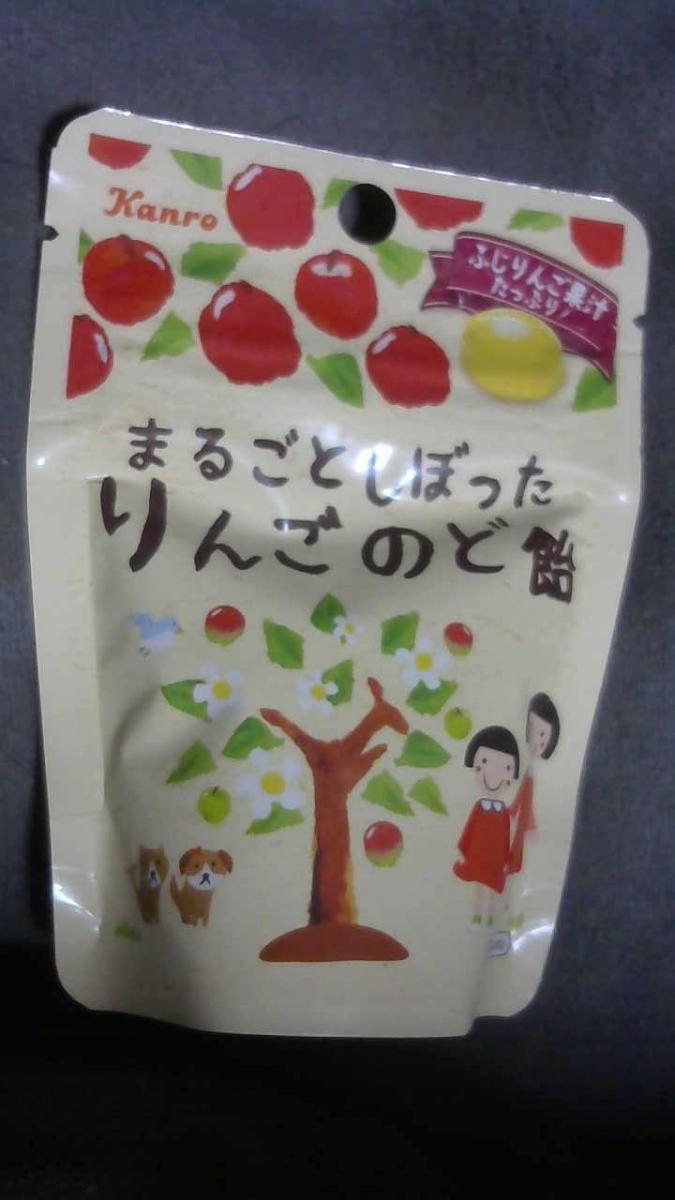 Kanro
ふじりんご果汁
たっぷり!
まるごとしぼった
りんごのど飴